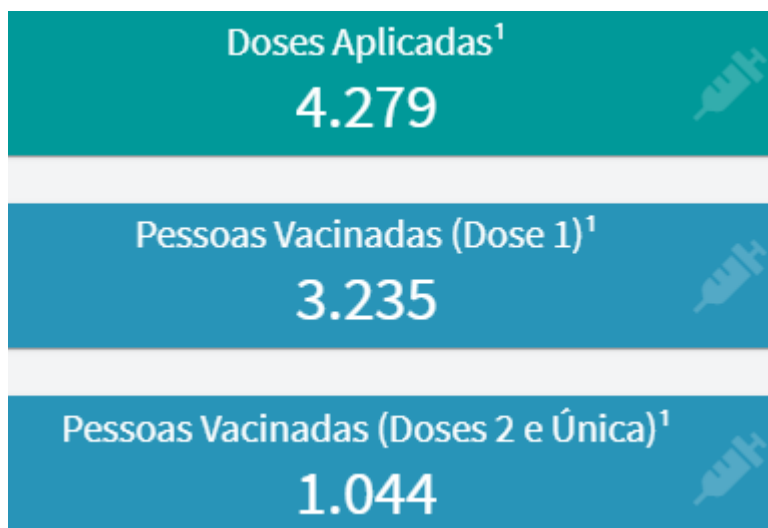 Doses Aplicadas¹
4.279
Pessoas Vacinadas (Dose 1)¹
3.235
Pessoas Vacinadas (Doses 2 e Única)¹
1.044